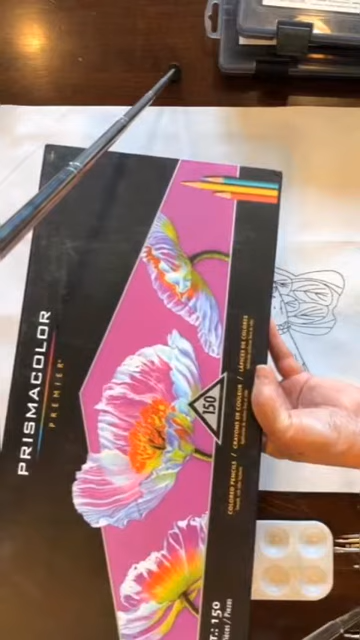 PRISMACOLOR
PREMIER
150
COLORED PENCILS / CRAYONS DE COULEUR / LÁPICES DE COLORES
150